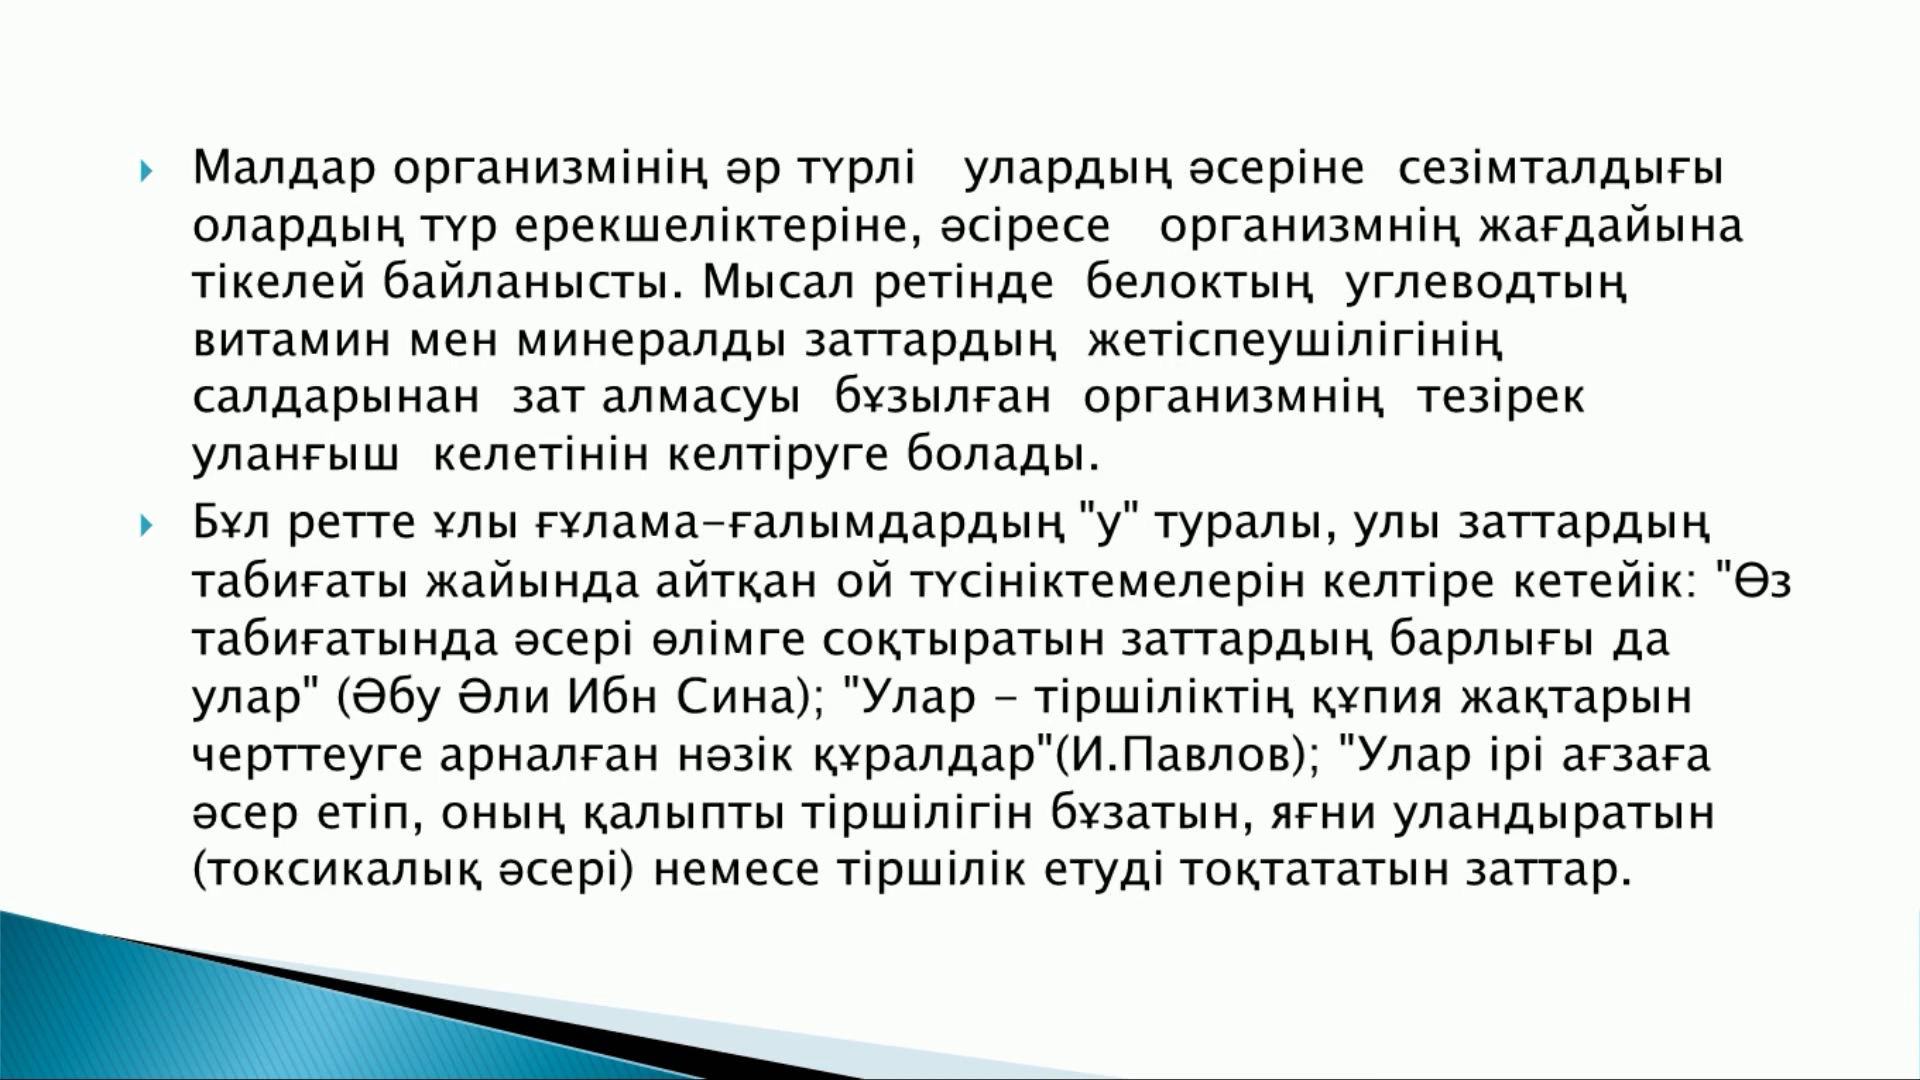 Малдар организмінің әр түрлі улардың әсеріне сезімталдығы
олардың түр ерекшеліктеріне, әсіресе организмнің жағдайына
тікелей байланысты. Мысал ретінде белоктың углеводтың
витамин мен минералды заттардың жетіспеушілігінің
салдарынан зат алмасуы бұзылған организмнің тезірек
уланғыш келетінін келтіруге болады.
Бұл ретте ұлы ғұлама-ғалымдардың "у" туралы, улы заттардың
табиғаты жайында айтқан ой түсініктемелерін келтіре кетейік: "Өз
табиғатында әсері өлімге соқтыратын заттардың барлығы да
улар" (Әбу Әли Ибн Сина); "Улар – тіршіліктің құпия жақтарын
черттеуге арналған нәзік құралдар"(И.Павлов); "Улар ірі ағзаға
әсер етіп, оның қалыпты тіршілігін бұзатын, яғни уландыратын
(токсикалық әсері) немесе тіршілік етуді тоқтататын заттар.